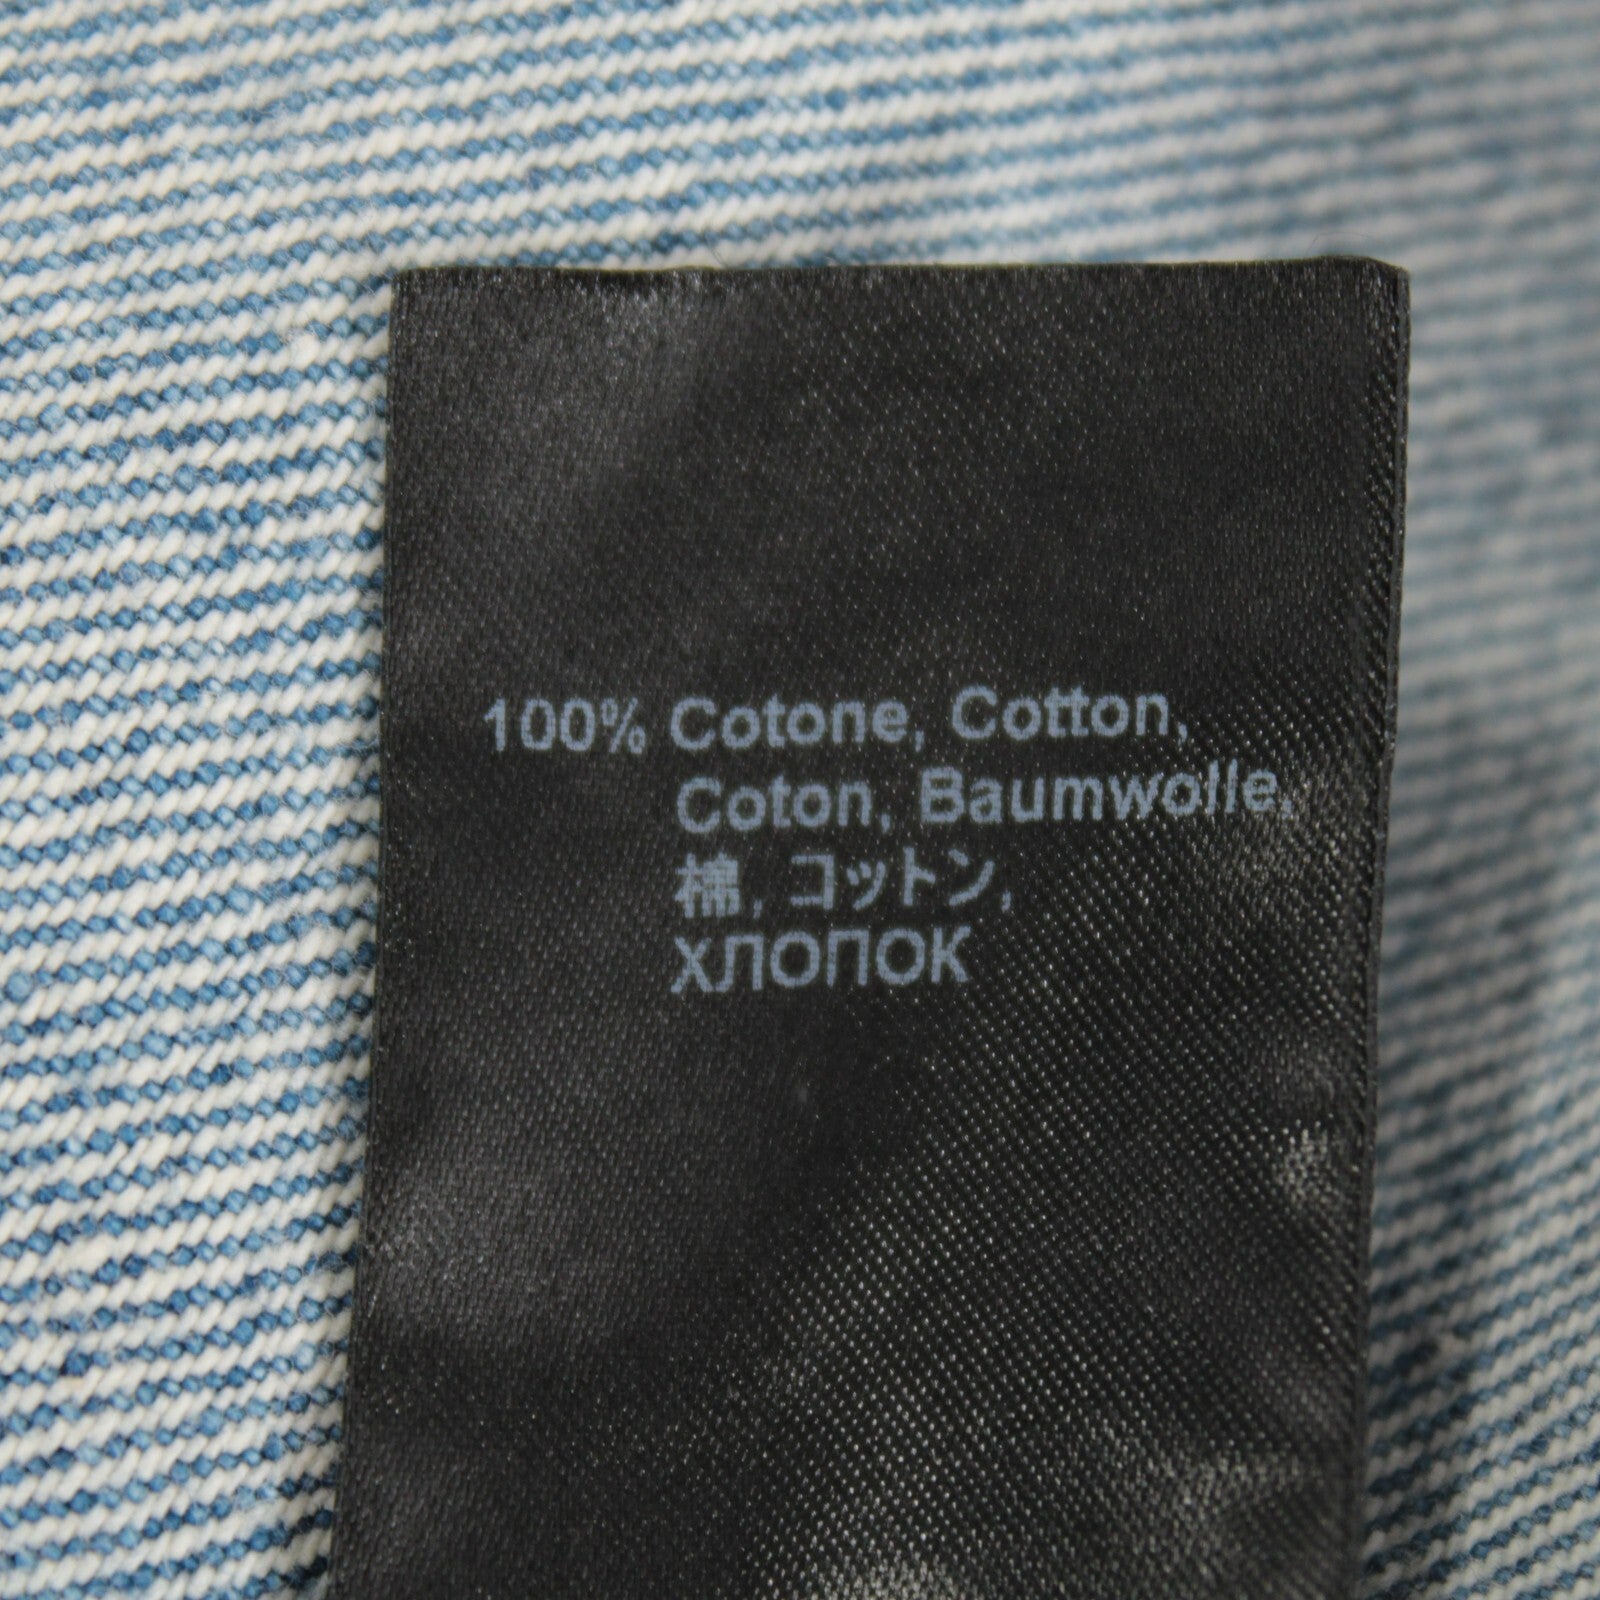 100% Cotone, Cotton,
Coton, Baumwolle,
棉, コットン,
ХЛОПОК